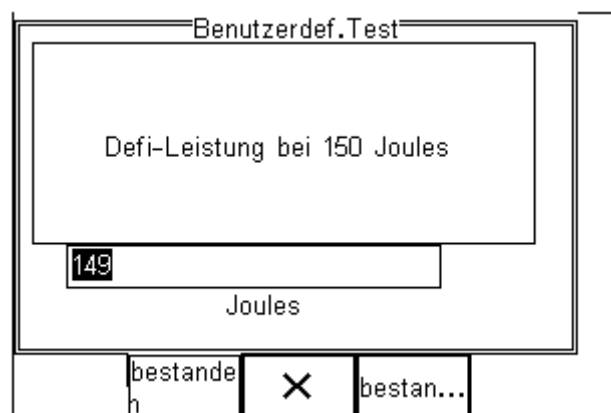 Benutzerdef.Test
Defi-Leistung bei 150 Joules
149
Joules
bestande
n
bestan...